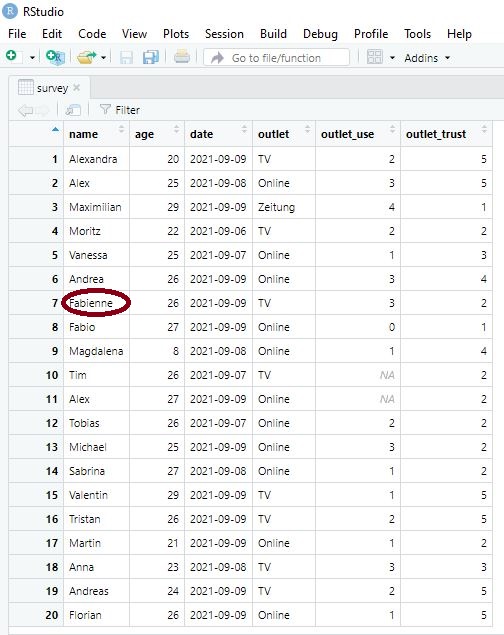 RStudio
File Edit Code View Plots Session Build Debug Profile Tools Help
Go to file/function Addins
survey
Filter
name age date outlet outlet_use outlet_trust
1 Alexandra 20 2021-09-09 TV 2 5
2 Alex 25 2021-09-08 Online 3 5
3 Maximilian 29 2021-09-09 Zeitung 4 1
4 Moritz 22 2021-09-06 TV 2 2
5 Vanessa 25 2021-09-07 Online 1 3
6 Andrea 26 2021-09-09 Online 3 4
7 Fabienne 26 2021-09-09 TV 3 2
8 Fabio 27 2021-09-09 Online 0 1
9 Magdalena 8 2021-09-08 Online 1 4
10 Tim 26 2021-09-07 TV NA 2
11 Alex 27 2021-09-09 Online NA 2
12 Tobias 26 2021-09-07 Online 2 2
13 Michael 25 2021-09-09 Online 3 2
14 Sabrina 27 2021-09-08 Online 1 2
15 Valentin 29 2021-09-09 TV 1 5
16 Tristan 26 2021-09-09 TV 2 5
17 Martin 21 2021-09-09 Online 1 2
18 Anna 23 2021-09-08 TV 3 3
19 Andreas 24 2021-09-09 TV 2 5
20 Florian 26 2021-09-09 Online 1 5